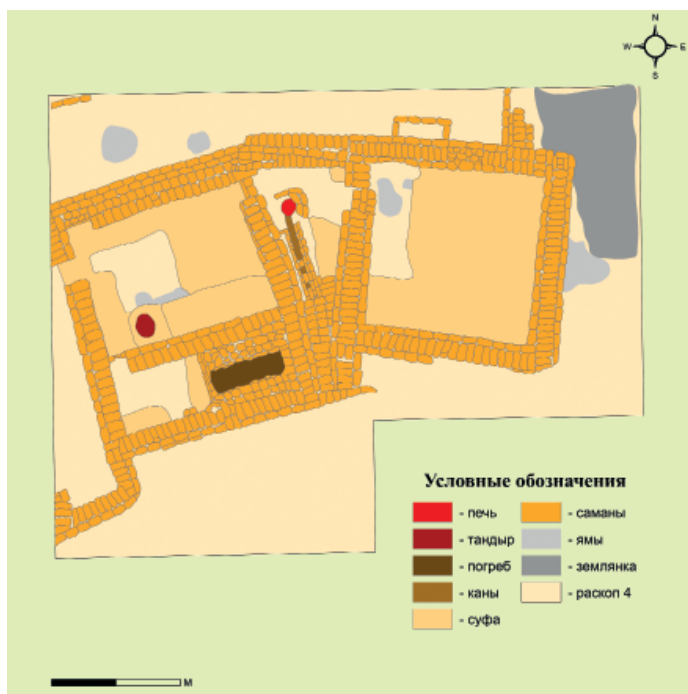 N
W E
S
Условные обозначения
- печь
- тандыр
- погреб
- каны
- суфа
- саманы
- ямы
- землянка
- раскоп 4
М